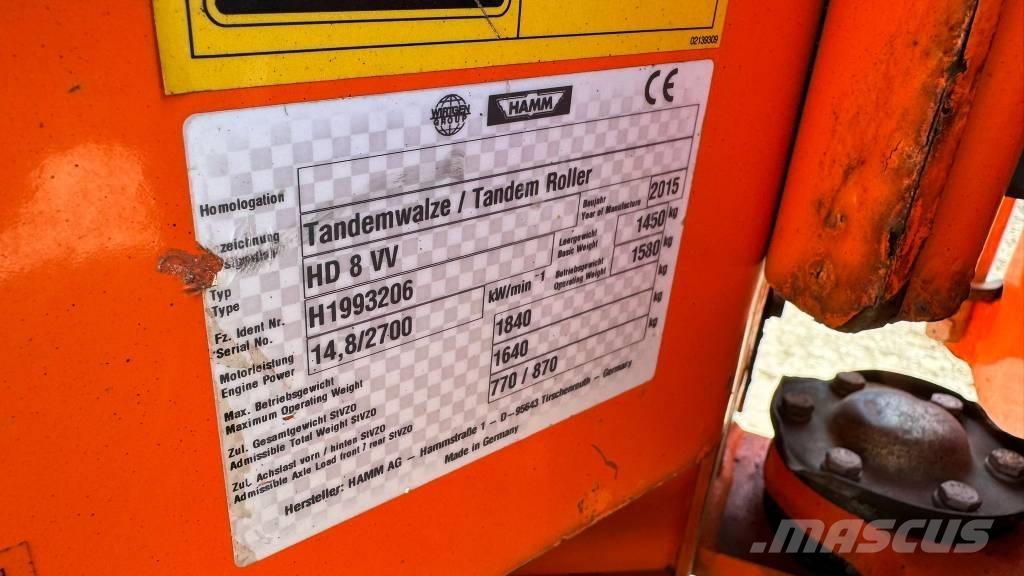 02139309
WIRTGEN GROUP
HAMM
CE
Homologation
Tandemwalze / Tandem Roller
Baujahr
Year of Manufacture
2015
Typ
Type
HD 8 VV
Leergewicht
Basic Weight
1450 kg
Fz. Ident Nr.
Serial No.
H1993206
Betriebsgewicht
Operating Weight
1530 kg
Motorleistung
Engine Power
14,8/2700
kW/min -1
Max. Betriebsgewicht
Maximum Operating Weight
1840 kg
Zul. Gesamtgewicht StVZO
Admissible Total Weight StVZO
1640 kg
Zul. Achslast vorn / hinten StVZO
Admissible Axle Load front / rear StVZO
770 / 870
Hersteller: HAMM AG – Hammstraße 1 – D–95643 Tirschenreuth – Germany
Made in Germany
MASCUS